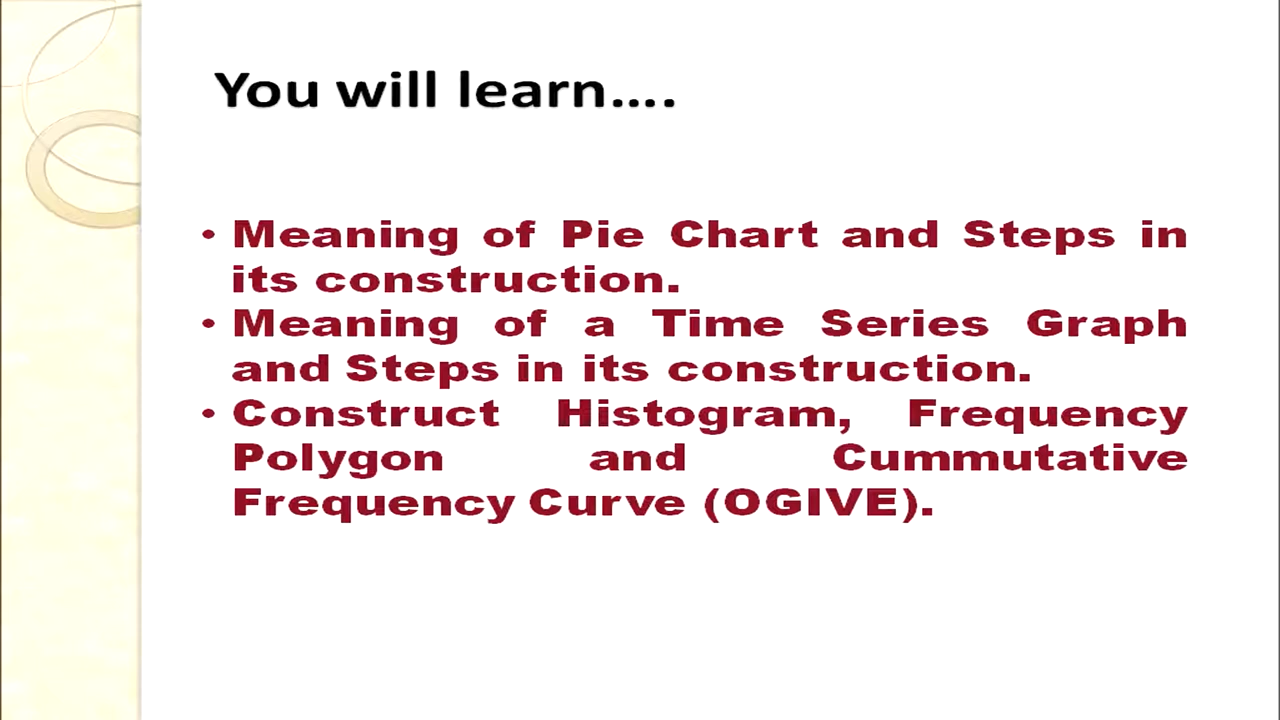 You will learn....
• Meaning of Pie Chart and Steps in
its construction.
• Meaning of a Time Series Graph
and Steps in its construction.
• Construct Histogram, Frequency
Polygon and Cummutative
Frequency Curve (OGIVE).